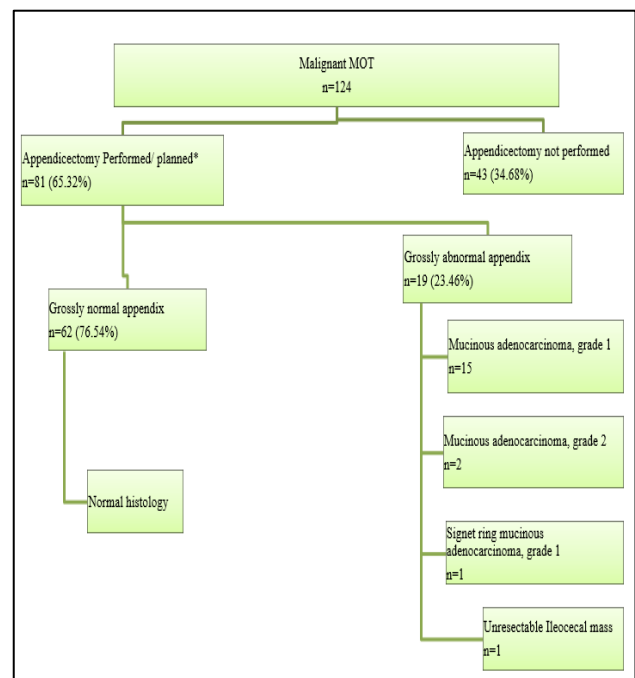 Malignant MOT
n=124
Appendicectomy Performed/ planned*
n=81 (65.32%)
Appendicectomy not performed
n=43 (34.68%)
Grossly normal appendix
n=62 (76.54%)
Normal histology
Grossly abnormal appendix
n=19 (23.46%)
Mucinous adenocarcinoma, grade 1
n=15
Mucinous adenocarcinoma, grade 2
n=2
Signet ring mucinous
adenocarcinoma, grade 1
n=1
Unresectable Ileocecal mass
n=1